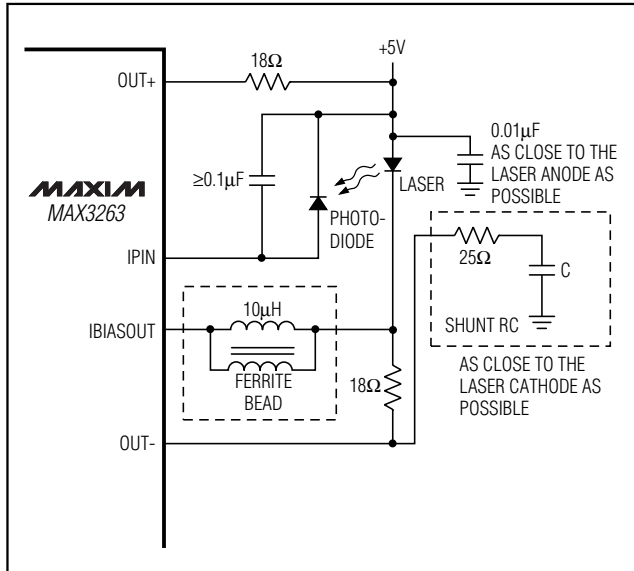 +5V
18Ω
OUT+
0.01µF
AS CLOSE TO THE
LASER ANODE AS
POSSIBLE
≥0.1µF
LASER
MAXIM
MAX3263
PHOTO-
DIODE
IPIN
25Ω
C
SHUNT RC
10µH
IBIASOUT
FERRITE
BEAD
18Ω
AS CLOSE TO THE
LASER CATHODE AS
POSSIBLE
OUT-